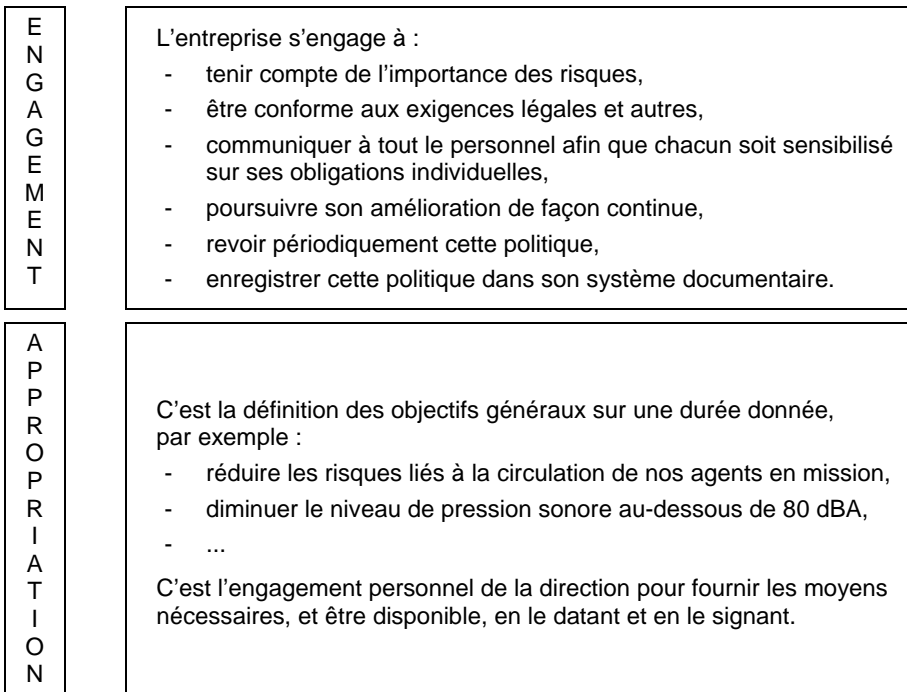 ENGAGEMENT
L’entreprise s’engage à :
- tenir compte de l’importance des risques,
- être conforme aux exigences légales et autres,
- communiquer à tout le personnel afin que chacun soit sensibilisé
sur ses obligations individuelles,
- poursuivre son amélioration de façon continue,
- revoir périodiquement cette politique,
- enregistrer cette politique dans son système documentaire.
APPROPRIATION
C’est la définition des objectifs généraux sur une durée donnée,
par exemple :
- réduire les risques liés à la circulation de nos agents en mission,
- diminuer le niveau de pression sonore au-dessous de 80 dBA,
- ...
C’est l’engagement personnel de la direction pour fournir les moyens
nécessaires, et être disponible, en le datant et en le signant.